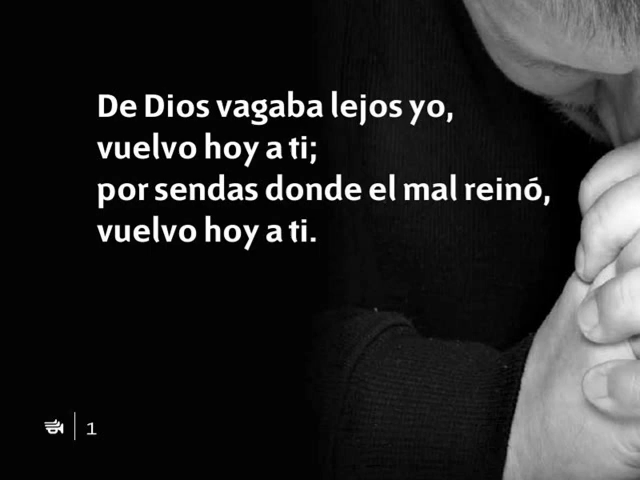 De Dios vagaba lejos yo,
vuelvo hoy a ti;
por sendas donde el mal reinó,
vuelvo hoy a ti.
1